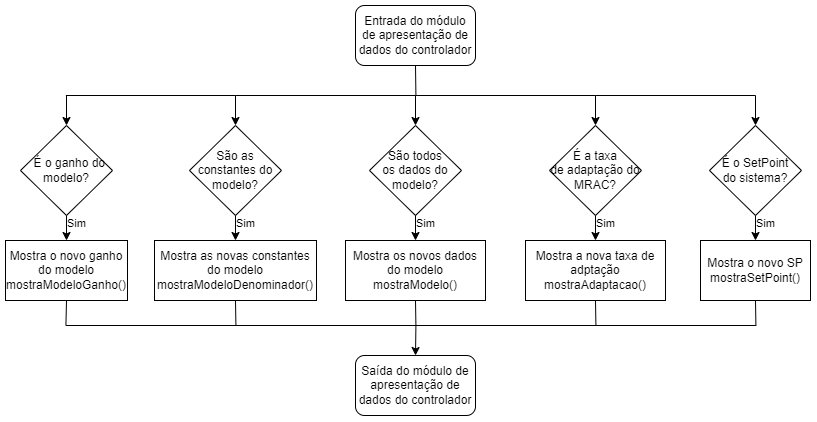 Entrada do módulo
de apresentação de
dados do controlador
É o ganho do
modelo?
São as
constantes do
modelo?
São todos
os dados do
modelo?
É a taxa
de adaptação do
MRAC?
É o SetPoint
do sistema?
Sim
Sim
Sim
Sim
Sim
Mostra o novo ganho
do modelo
mostraModeloGanho()
Mostra as novas constantes
do modelo
mostraModeloDenominador()
Mostra os novos dados
do modelo
mostraModelo()
Mostra a nova taxa de
adptação
mostraAdaptacao()
Mostra o novo SP
mostraSetPoint()
Saída do módulo de
apresentação de
dados do controlador